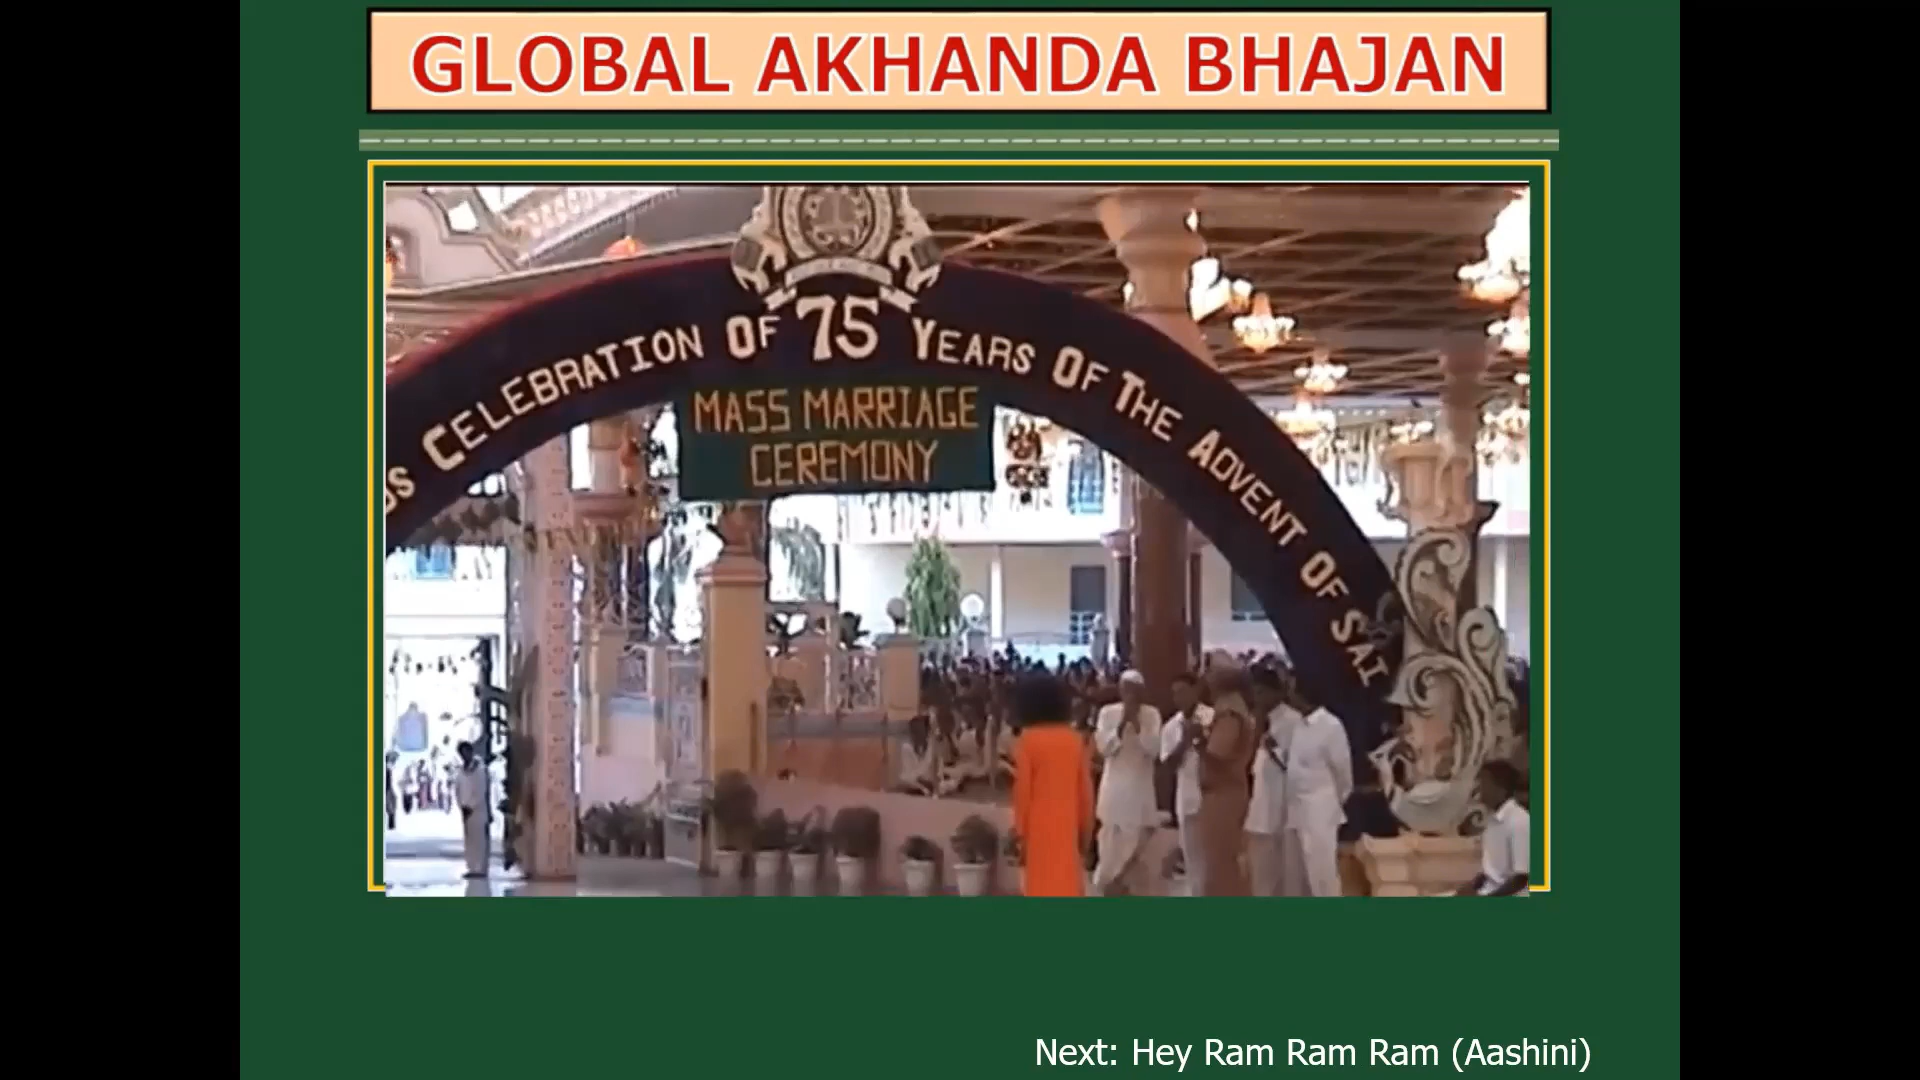 GLOBAL AKHANDA BHAJAN
CELEBRATION OF 75 YEARS OF THE ADVENT OF SAI
MASS MARRIAGE
CEREMONY
Next: Hey Ram Ram Ram (Aashini)